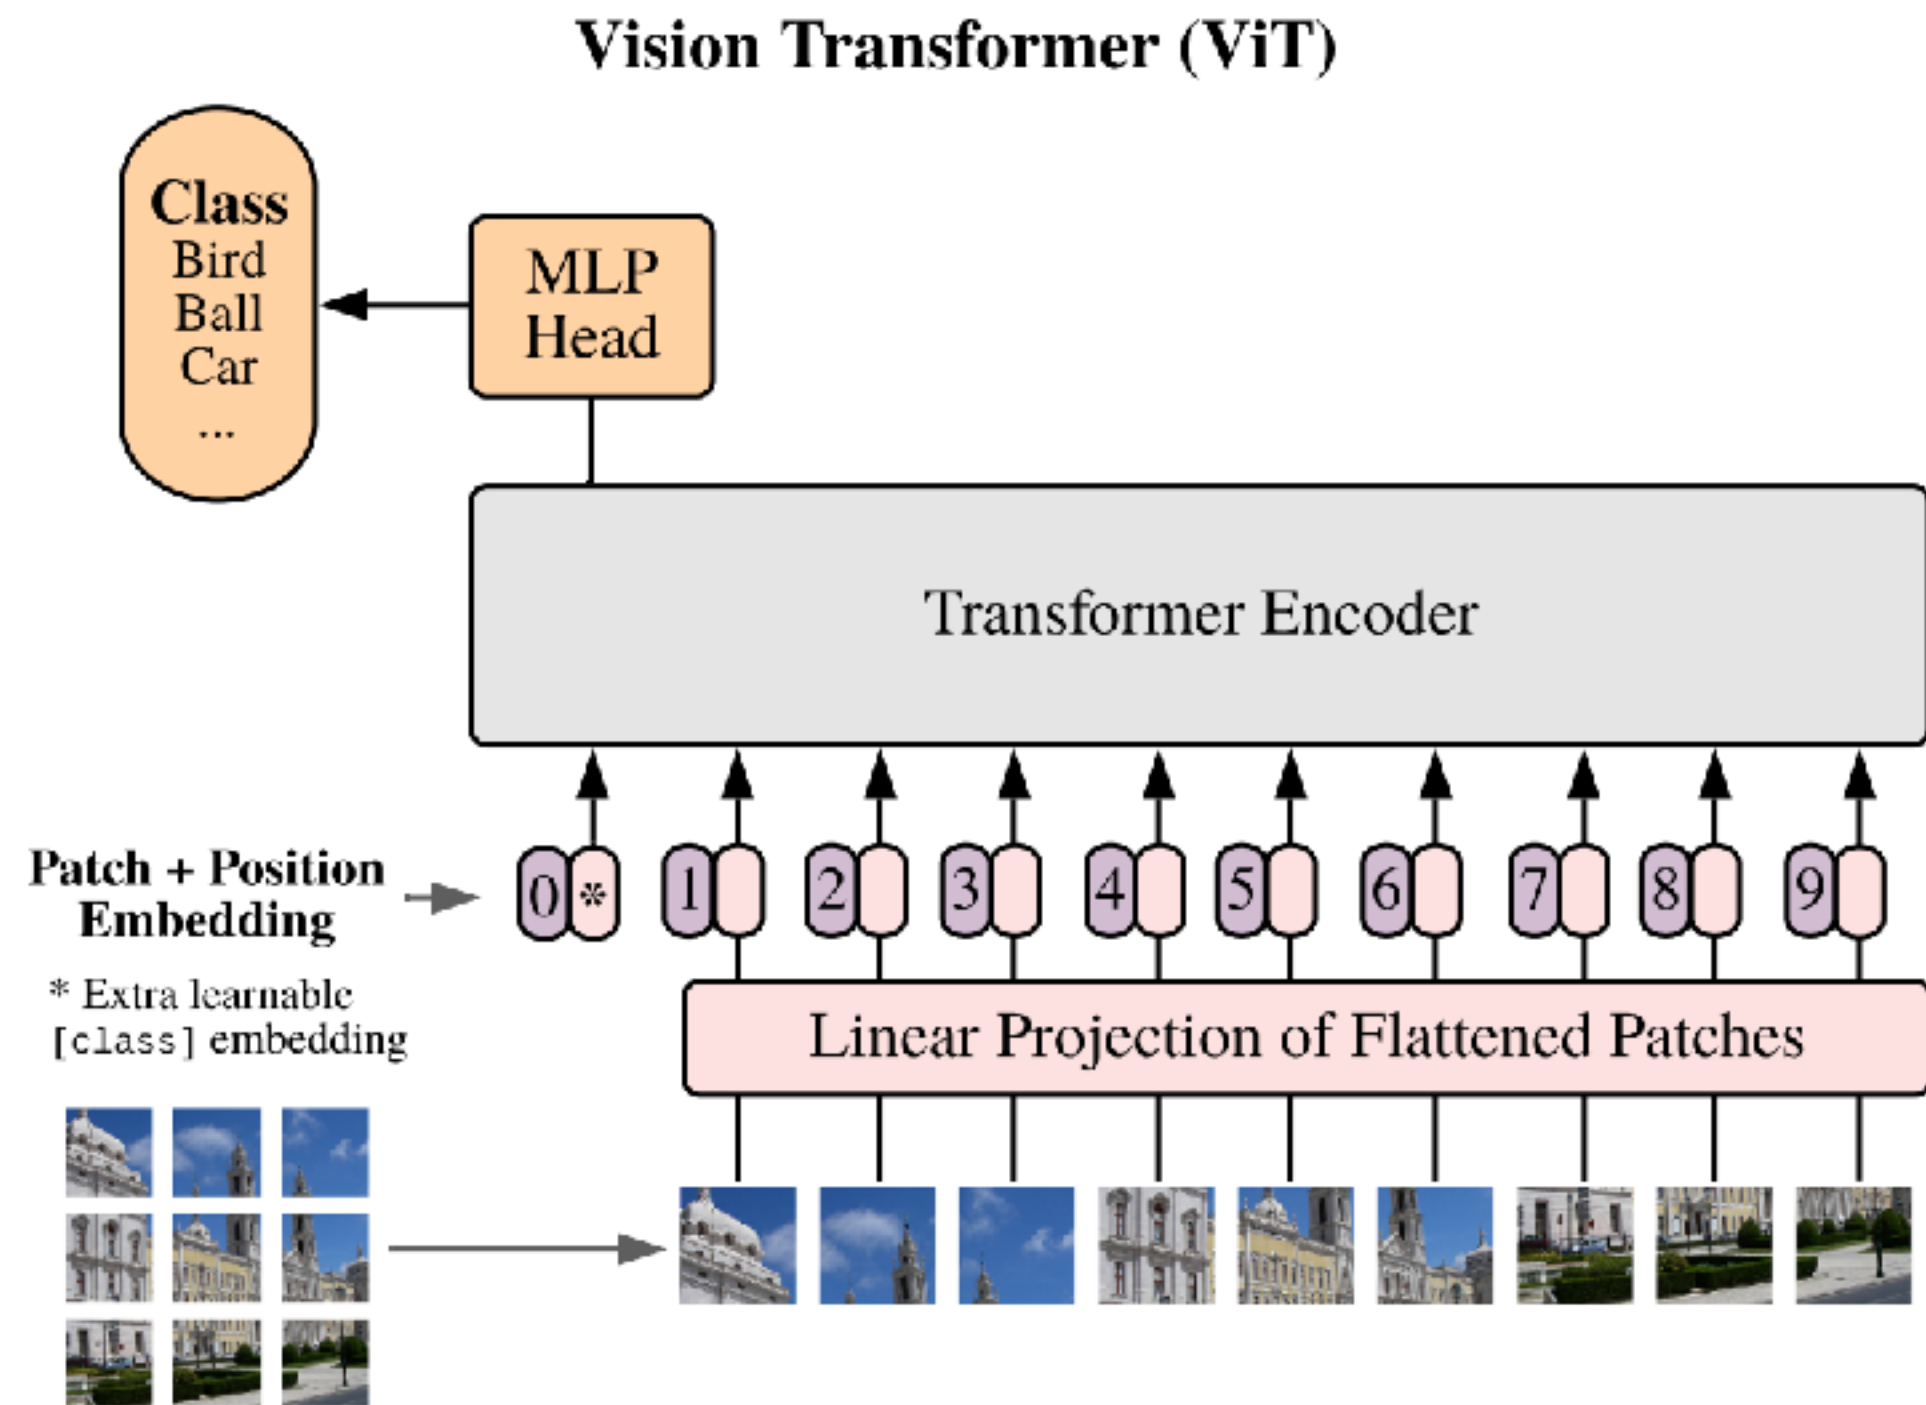 Vision Transformer (ViT)
Class
Bird
Ball
Car
...
MLP
Head
Transformer Encoder
Patch + Position
Embedding
0 * 1 2 3 4 5 6 7 8 9
* Extra learnable
[class] embedding
Linear Projection of Flattened Patches